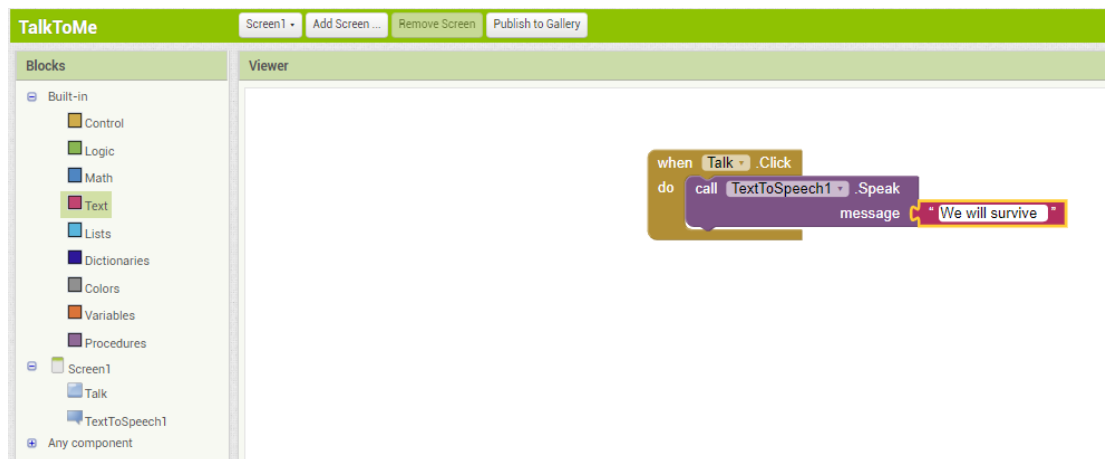 TalkToMe
Screen1 Add Screen ... Remove Screen Publish to Gallery
Blocks
Viewer
Built-in
Control
Logic
Math
Text
Lists
Dictionaries
Colors
Variables
Procedures
Screen1
Talk
TextToSpeech1
Any component
when Talk .Click
do call TextToSpeech1 .Speak
message " We will survive "